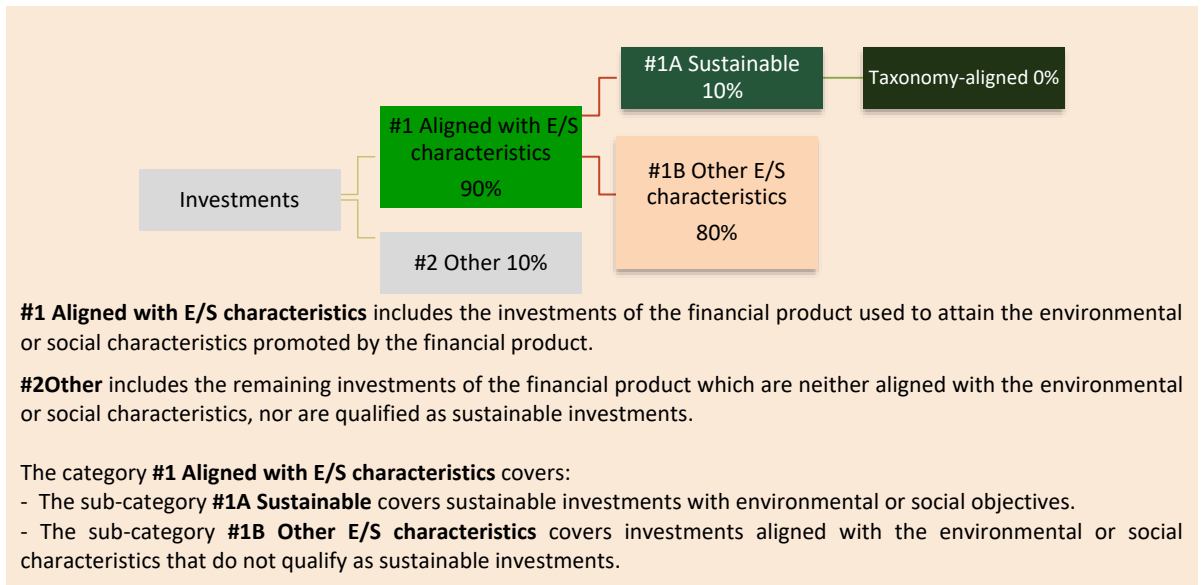 #1A Sustainable
10%
Taxonomy-aligned 0%
#1 Aligned with E/S
characteristics
90%
#1B Other E/S
characteristics
80%
Investments
#2 Other 10%
#1 Aligned with E/S characteristics includes the investments of the financial product used to attain the environmental
or social characteristics promoted by the financial product.
#2Other includes the remaining investments of the financial product which are neither aligned with the environmental
or social characteristics, nor are qualified as sustainable investments.
The category #1 Aligned with E/S characteristics covers:
- The sub-category #1A Sustainable covers sustainable investments with environmental or social objectives.
- The sub-category #1B Other E/S characteristics covers investments aligned with the environmental or social
characteristics that do not qualify as sustainable investments.